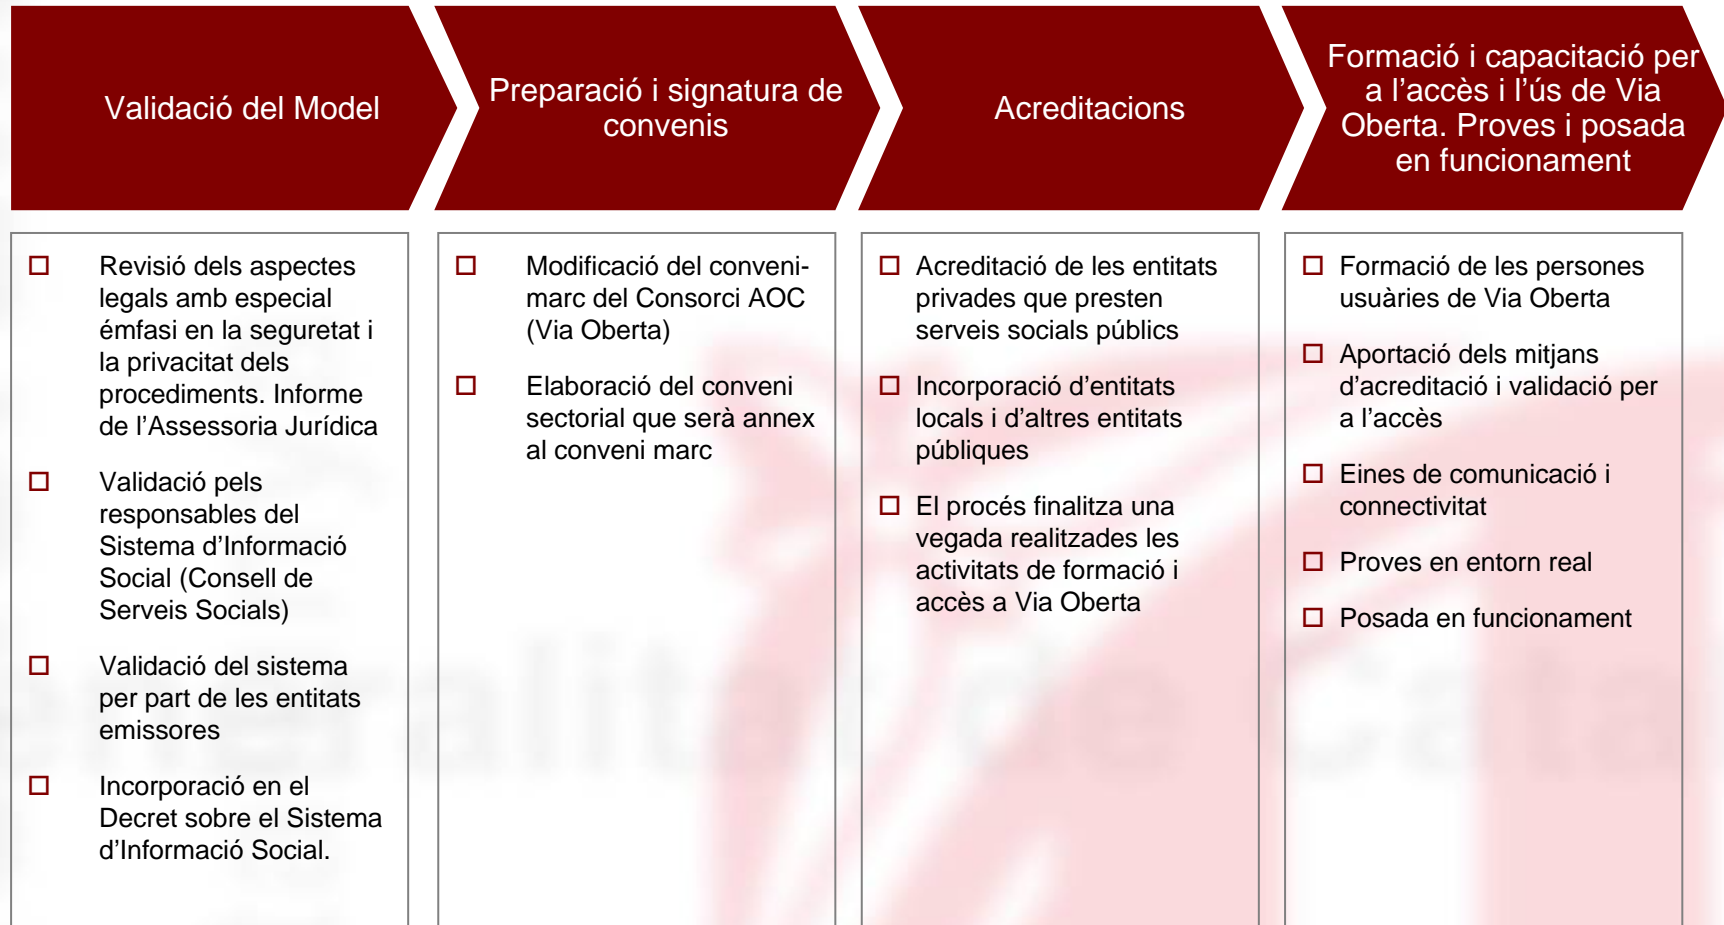 Validació del Model
Preparació i signatura de
convenis
Acreditacions
Formació i capacitació per
a l’accès i l’ús de Via
Oberta. Proves i posada
en funcionament
Revisió dels aspectes
legals amb especial
émfasi en la seguretat i
la privacitat dels
procediments. Informe
de l’Assessoria Jurídica
Validació pels
responsables del
Sistema d’Informació
Social (Consell de
Serveis Socials)
Validació del sistema
per part de les entitats
emissores
Incorporació en el
Decret sobre el Sistema
d’Informació Social.
Modificació del conveni-
marc del Consorci AOC
(Via Oberta)
Elaboració del conveni
sectorial que serà annex
al conveni marc
Acreditació de les entitats
privades que presten
serveis socials públics
Incorporació d’entitats
locals i d’altres entitats
públiques
El procés finalitza una
vegada realitzades les
activitats de formació i
accès a Via Oberta
Formació de les persones
usuàries de Via Oberta
Aportació dels mitjans
d’acreditació i validació per
a l’accès
Eines de comunicació i
connectivitat
Proves en entorn real
Posada en funcionament